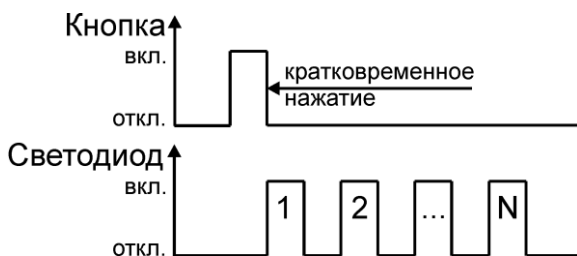 Кнопка
вкл.
кратковременное
нажатие
откл.
Светодиод
вкл.
1 2 ... N
откл.